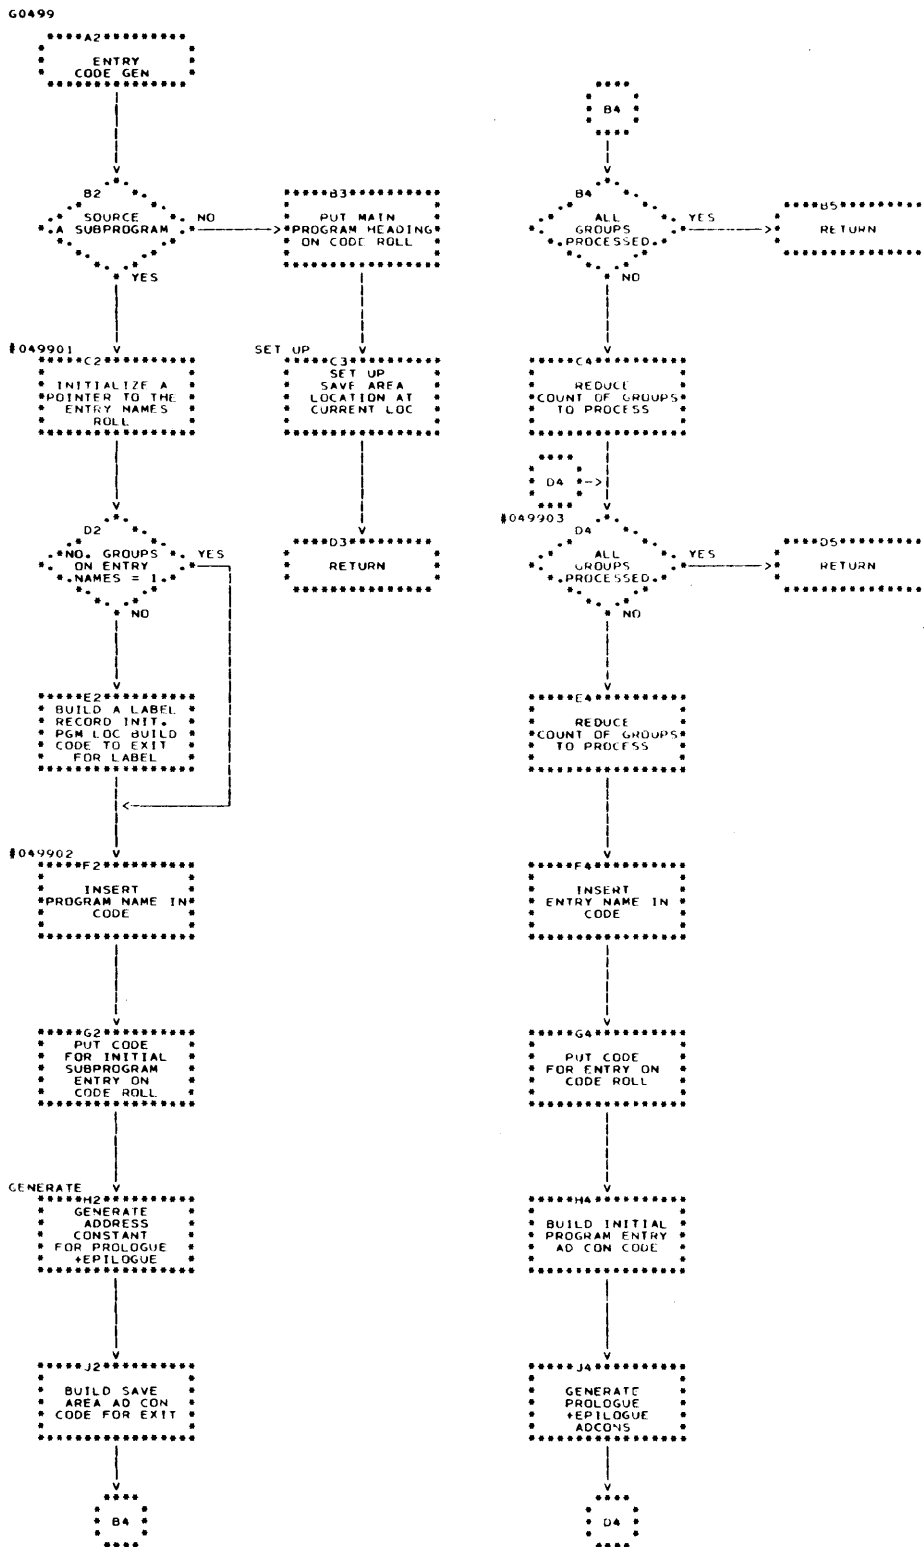 G0499
A2
ENTRY
CODE GEN
B2
SOURCE
A SUBPROGRAM
NO
YES
B3
PUT MAIN
PROGRAM HEADING
ON CODE ROLL
#049901
C2
INITIALIZE A
POINTER TO THE
ENTRY NAMES
ROLL
SET UP
C3
SET UP
SAVE AREA
LOCATION AT
CURRENT LOC
D2
NO. GROUPS
ON ENTRY
NAMES = 1.
YES
NO
D3
RETURN
E2
BUILD A LABEL
RECORD INIT.
PGM LOC BUILD
CODE TO EXIT
FOR LABEL
#049902
F2
INSERT
PROGRAM NAME IN
CODE
G2
PUT CODE
FOR INITIAL
SUBPROGRAM
ENTRY ON
CODE ROLL
GENERATE
H2
GENERATE
ADDRESS
CONSTANT
FOR PROLOGUE
+EPILOGUE
J2
BUILD SAVE
AREA AD CON
CODE FOR EXIT
B4
B4
B4
ALL
GROUPS
PROCESSED.
YES
NO
B5
RETURN
C4
REDUCE
COUNT OF GROUPS
TO PROCESS
D4
#049903
D4
ALL
GROUPS
PROCESSED.
YES
NO
D5
RETURN
E4
REDUCE
COUNT OF GROUPS
TO PROCESS
F4
INSERT
ENTRY NAME IN
CODE
G4
PUT CODE
FOR ENTRY ON
CODE ROLL
H4
BUILD INITIAL
PROGRAM ENTRY
AD CON CODE
J4
GENERATE
PROLOGUE
+EPILOGUE
ADCONS
D4